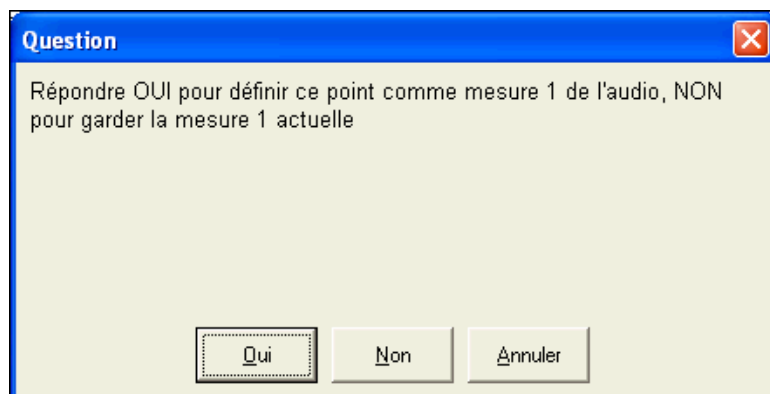 Question
Répondre OUI pour définir ce point comme mesure 1 de l'audio, NON
pour garder la mesure 1 actuelle
Oui Non Annuler